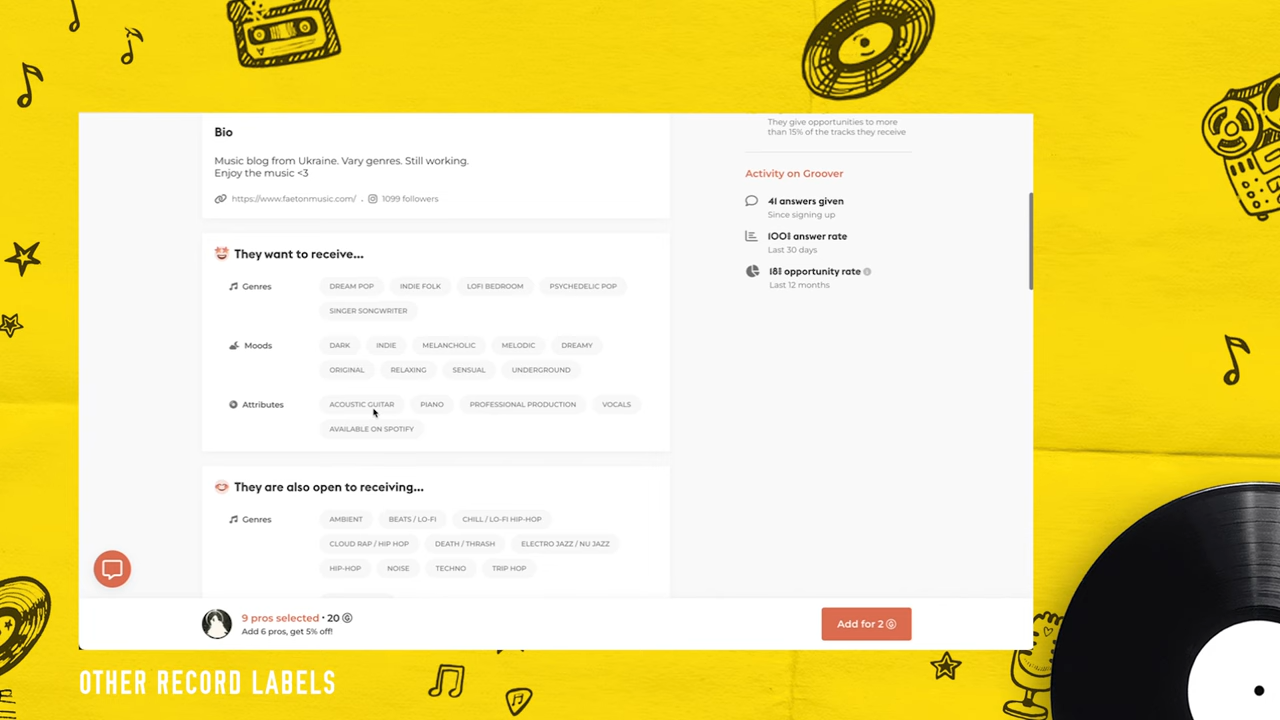 They give opportunities to more
than 15% of the tracks they receive
Bio
Music blog from Ukraine. Vary genres. Still working.
Enjoy the music <3
https://www.faetonmusic.com/ . 1099 followers
Activity on Groover
41 answers given
Since signing up
100% answer rate
Last 30 days
18% opportunity rate
Last 12 months
They want to receive...
Genres
DREAM POP INDIE FOLK LOFI BEDROOM PSYCHEDELIC POP
SINGER SONGWRITER
Moods
DARK INDIE MELANCHOLIC MELODIC DREAMY
ORIGINAL RELAXING SENSUAL UNDERGROUND
Attributes
ACOUSTIC GUITAR PIANO PROFESSIONAL PRODUCTION VOCALS
AVAILABLE ON SPOTIFY
They are also open to receiving...
Genres
AMBIENT BEATS / LO-FI CHILL / LO-FI HIP-HOP
CLOUD RAP / HIP HOP DEATH / THRASH ELECTRO JAZZ / NU JAZZ
HIP-HOP NOISE TECHNO TRIP HOP
9 pros selected • 20 G
Add 6 pros, get 5% off!
Add for 2 G
OTHER RECORD LABELS